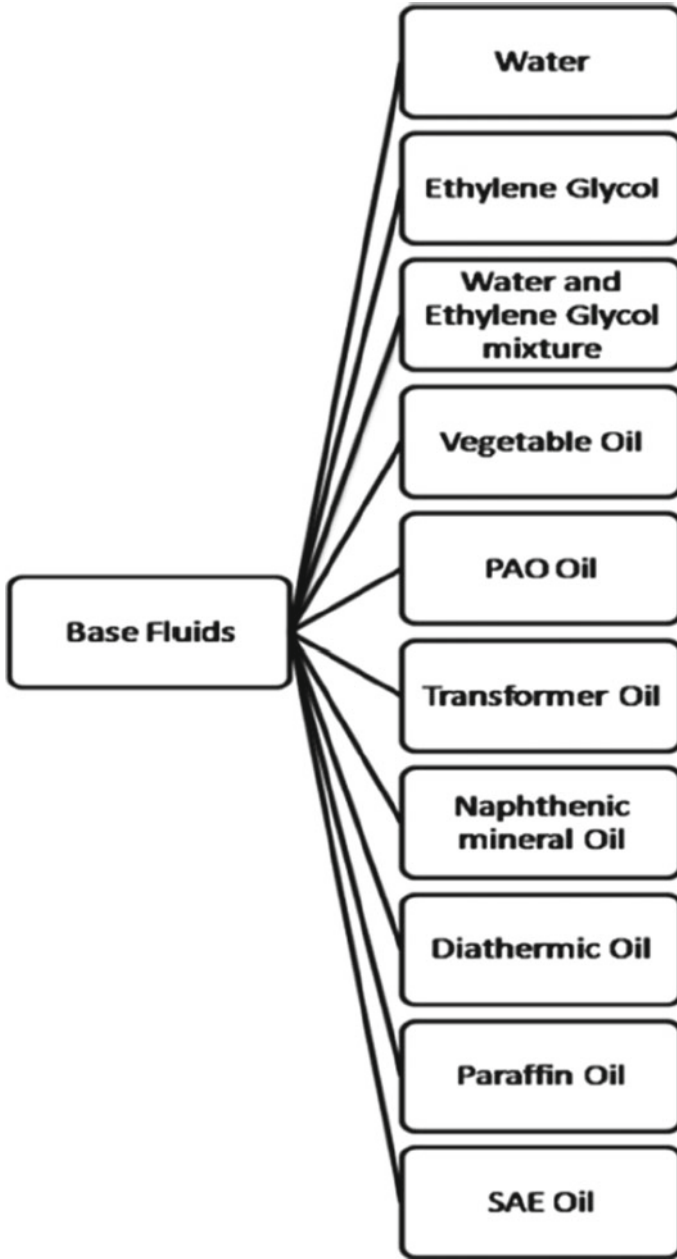 Water
Ethylene Glycol
Water and
Ethylene Glycol
mixture
Vegetable Oil
PAO Oil
Base Fluids
Transformer Oil
Naphthenic
mineral Oil
Diathermic Oil
Paraffin Oil
SAE Oil